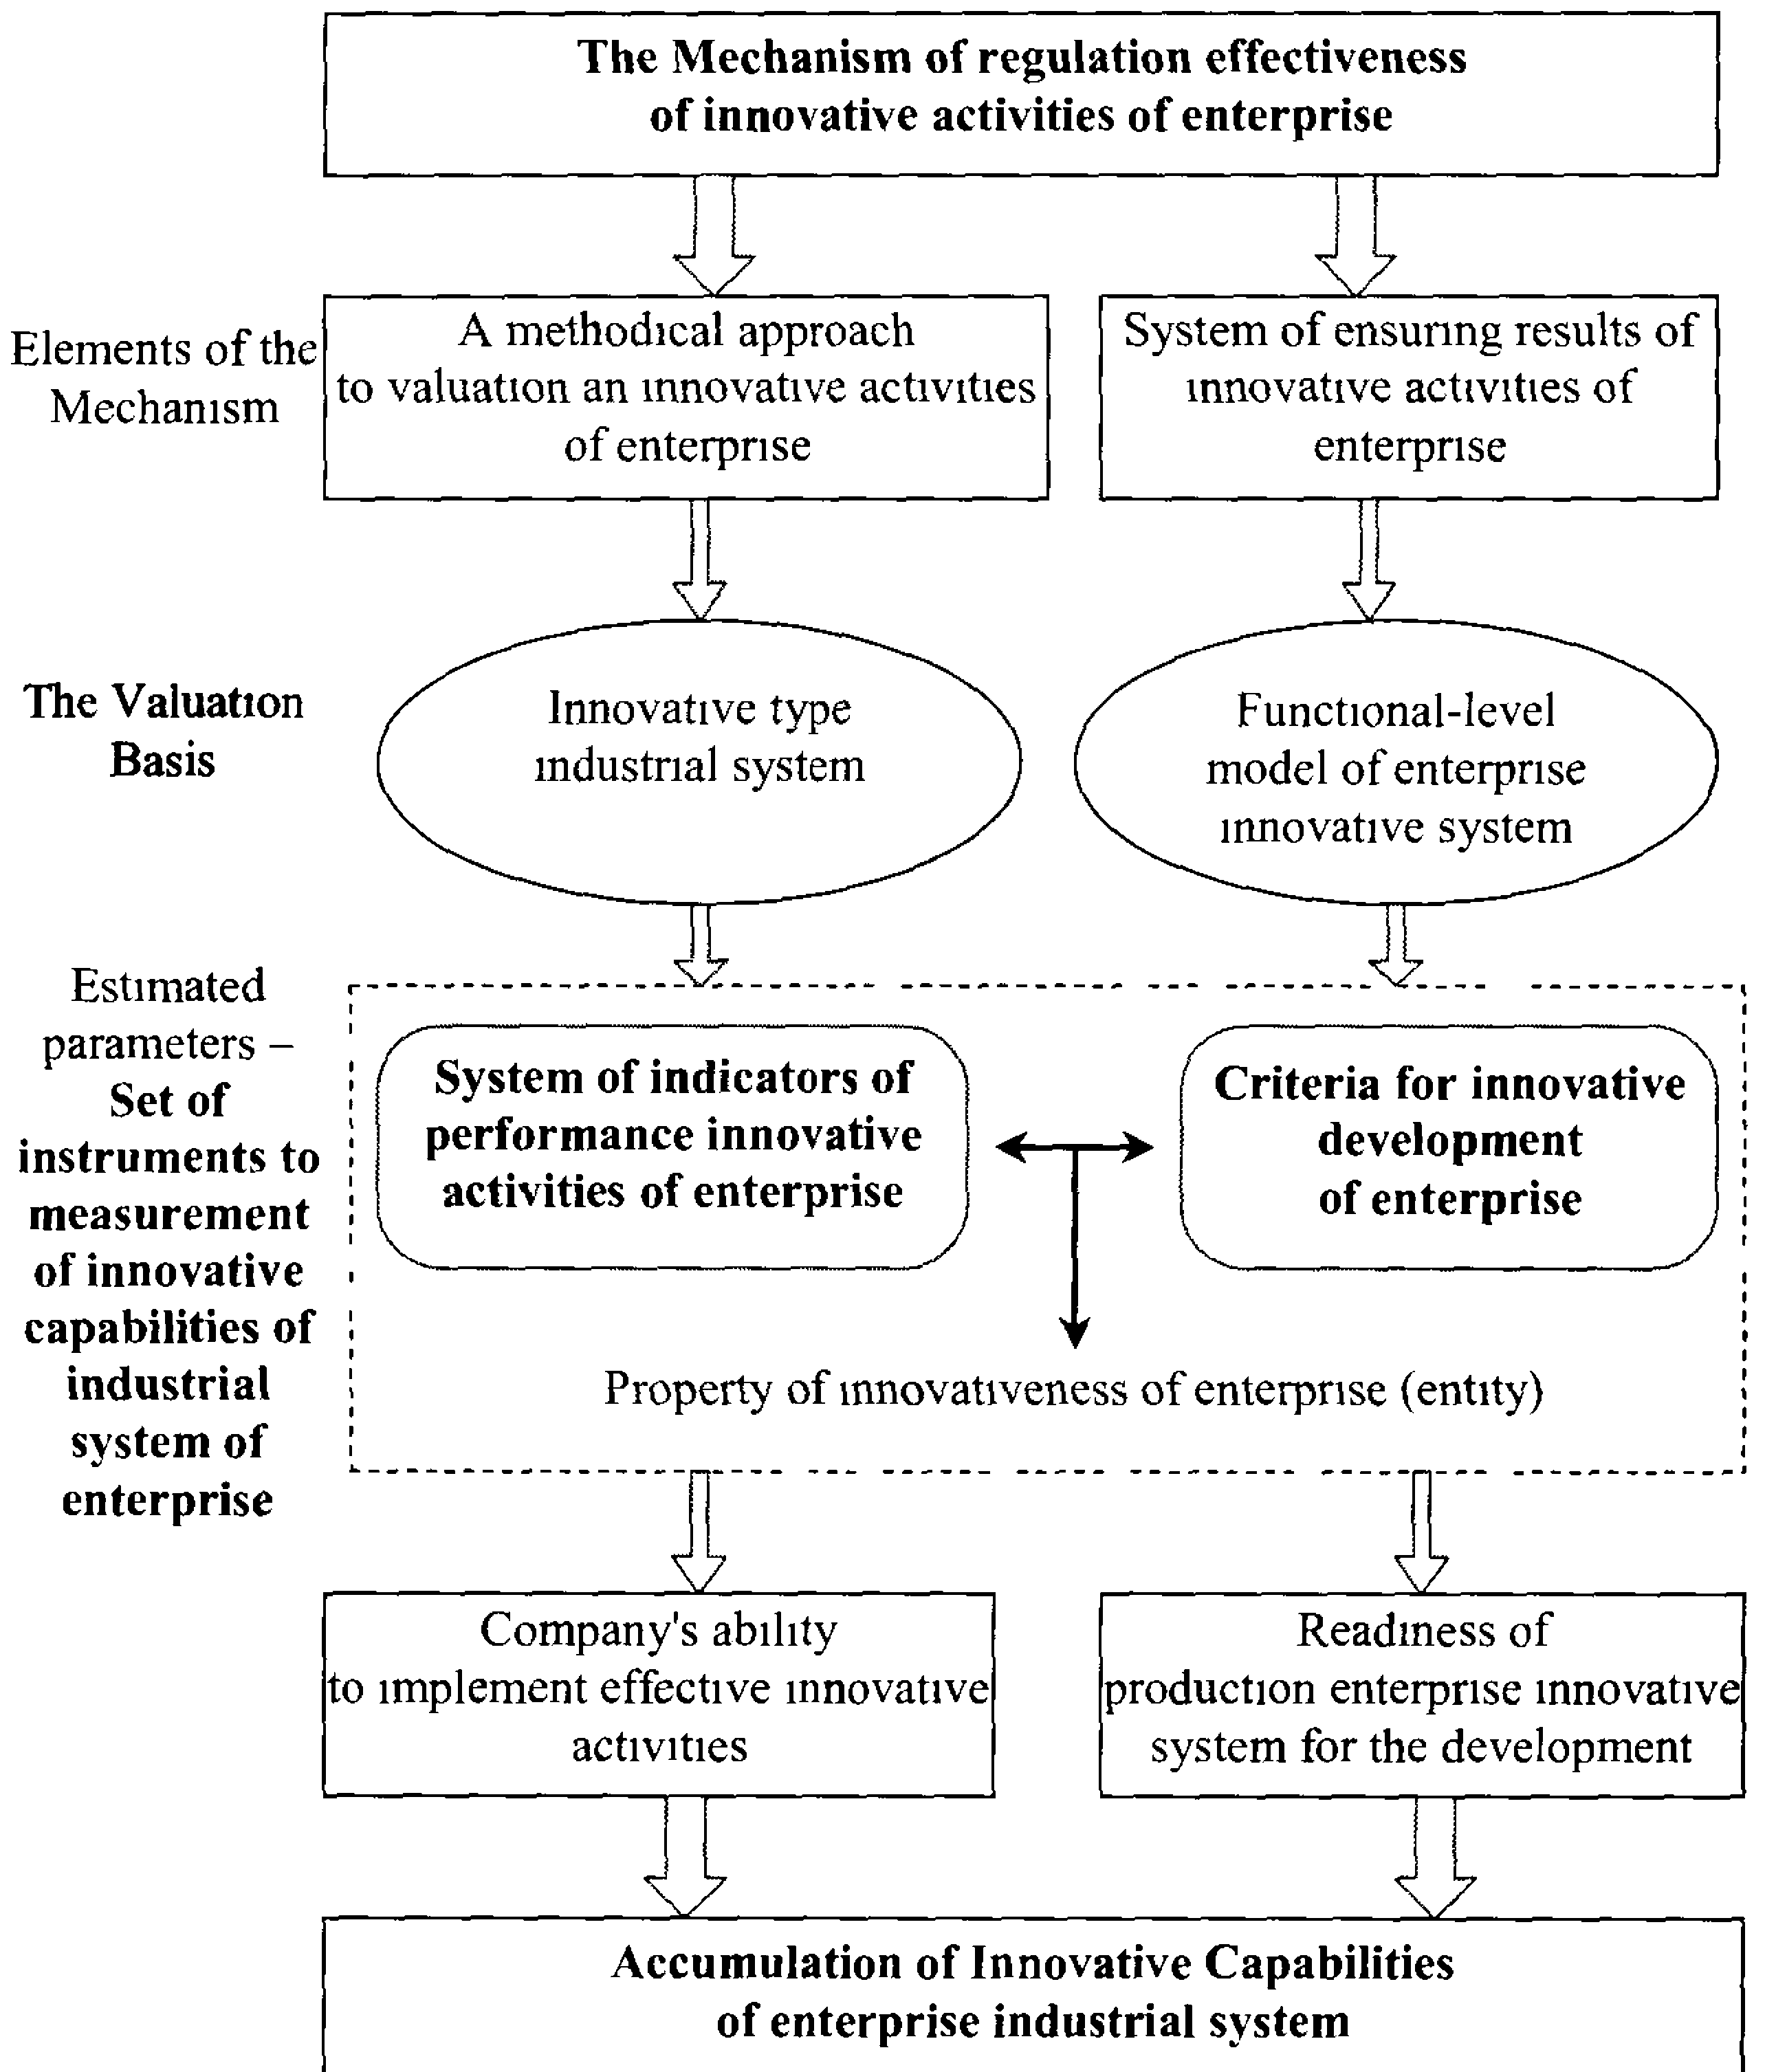 The Mechanism of regulation effectiveness
of innovative activities of enterprise
Elements of the
Mechanism
A methodical approach
to valuation an innovative activities
of enterprise
System of ensuring results of
innovative activities of
enterprise
The Valuation
Basis
Innovative type
industrial system
Functional-level
model of enterprise
innovative system
Estimated
parameters –
Set of
instruments to
measurement
of innovative
capabilities of
industrial
system of
enterprise
System of indicators of
performance innovative
activities of enterprise
Criteria for innovative
development
of enterprise
Property of innovativeness of enterprise (entity)
Company's ability
to implement effective innovative
activities
Readiness of
production enterprise innovative
system for the development
Accumulation of Innovative Capabilities
of enterprise industrial system